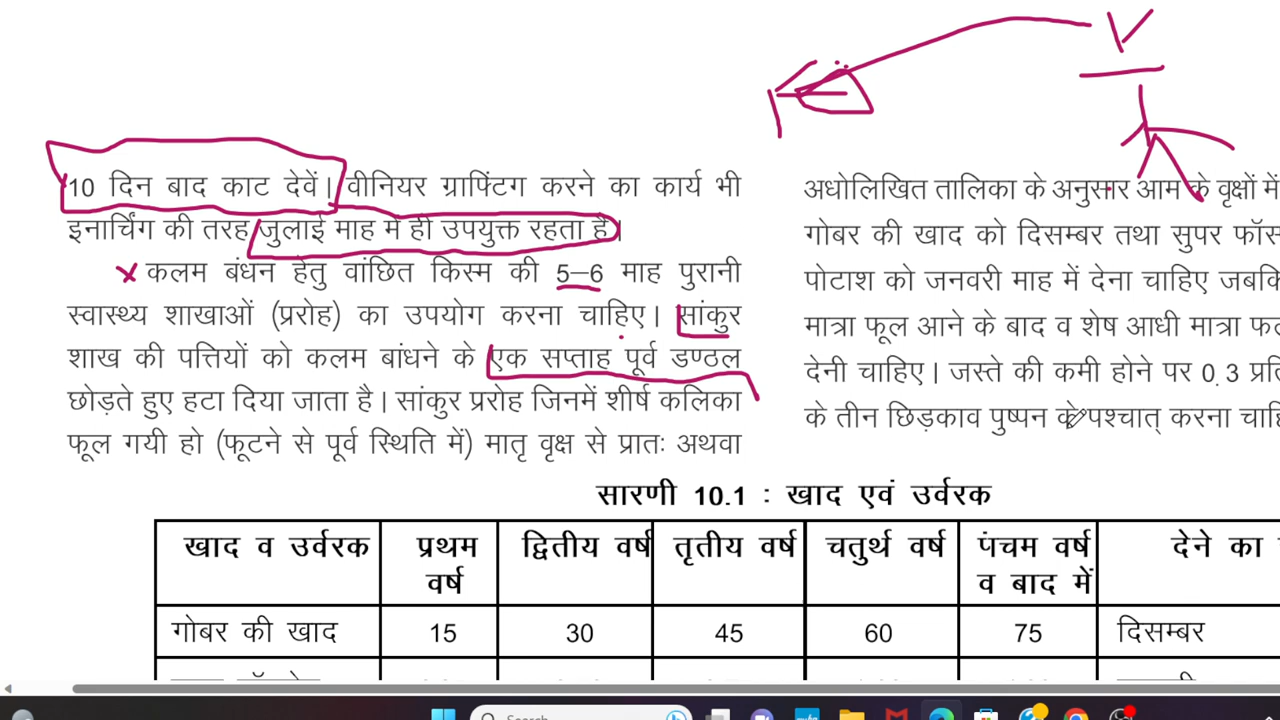 10 दिन बाद काट देवें। वीनियर ग्राफ्टिंग करने का कार्य भी
इनार्चिंग की तरह जुलाई माह में ही उपयुक्त रहता है।
कलम बंधन हेतु वांछित किस्म की 5–6 माह पुरानी
स्वास्थ्य शाखाओं (प्ररोह) का उपयोग करना चाहिए। सांकुर
शाख की पत्तियों को कलम बांधने के एक सप्ताह पूर्व डण्ठल
छोड़ते हुए हटा दिया जाता है। सांकुर प्ररोह जिनमें शीर्ष कलिका
फूल गयी हो (फूटने से पूर्व स्थिति में) मातृ वृक्ष से प्रातः अथवा
अधोलिखित तालिका के अनुसार आम के वृक्षों में
गोबर की खाद को दिसम्बर तथा सुपर
पोटाश को जनवरी माह में देना चाहिए
मात्रा फूल आने के बाद व शेष आधी मात्रा
देनी चाहिए। जस्ते की कमी होने पर 0.3
के तीन छिड़काव पुष्पन के पश्चात् करना
सारणी 10.1 : खाद एवं उर्वरक
खाद व उर्वरक प्रथम द्वितीय वर्ष तृतीय वर्ष चतुर्थ वर्ष पंचम वर्ष देने का
वर्ष व बाद में
गोबर की खाद 15 30 45 60 75 दिसम्बर
Search